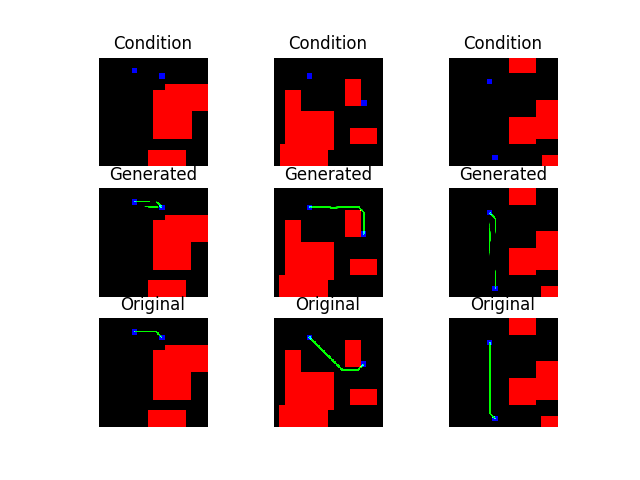 Condition Condition Condition
Generated Generated Generated
Original Original Original